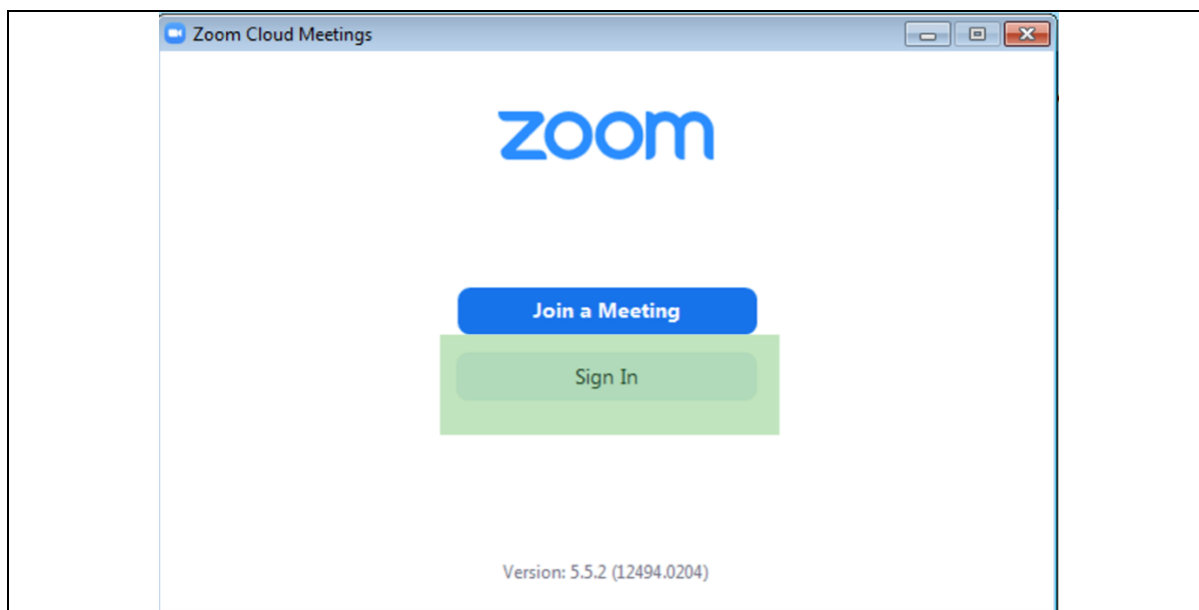 Zoom Cloud Meetings
zoom
Join a Meeting
Sign In
Version: 5.5.2 (12494.0204)